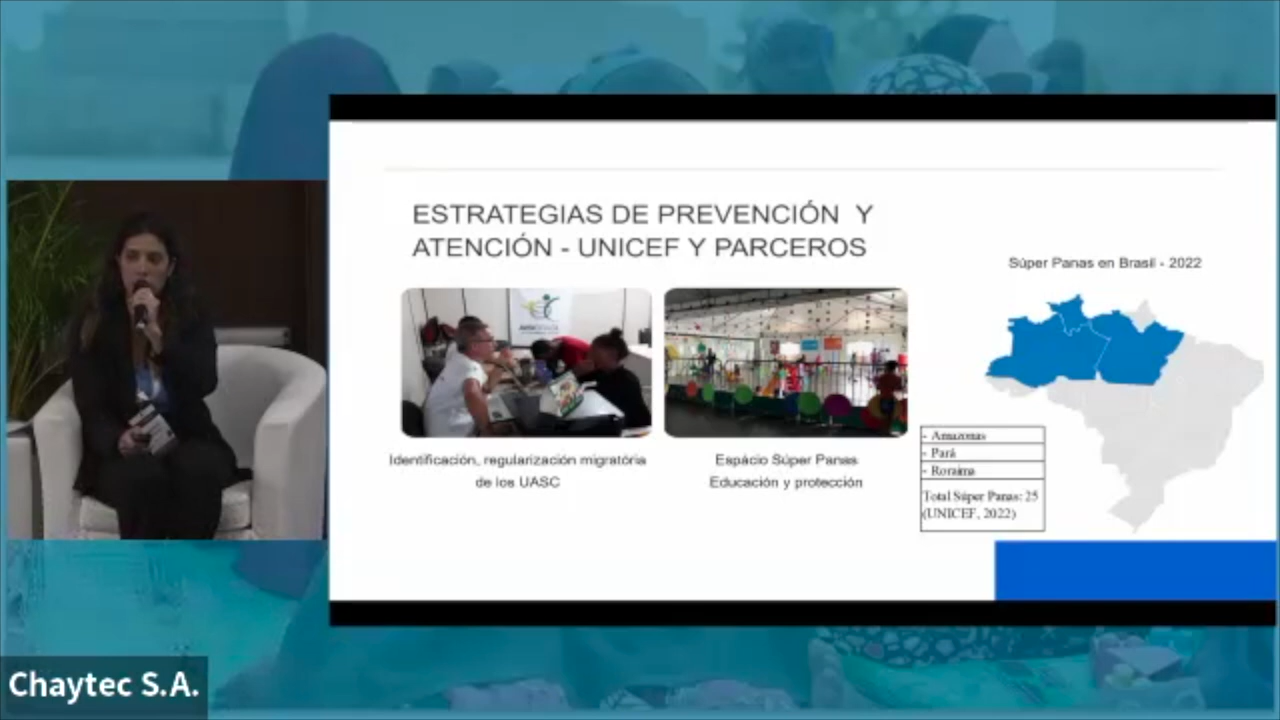 ESTRATEGIAS DE PREVENCIÓN Y
ATENCIÓN - UNICEF Y PARCEROS
Súper Panas en Brasil - 2022
Identificación, regularización migratória
de los UASC
Espácio Súper Panas
Educación y protección
- Amazonas
- Pará
- Roraima
Total Súper Panas: 25
(UNICEF, 2022)
Chaytec S.A.